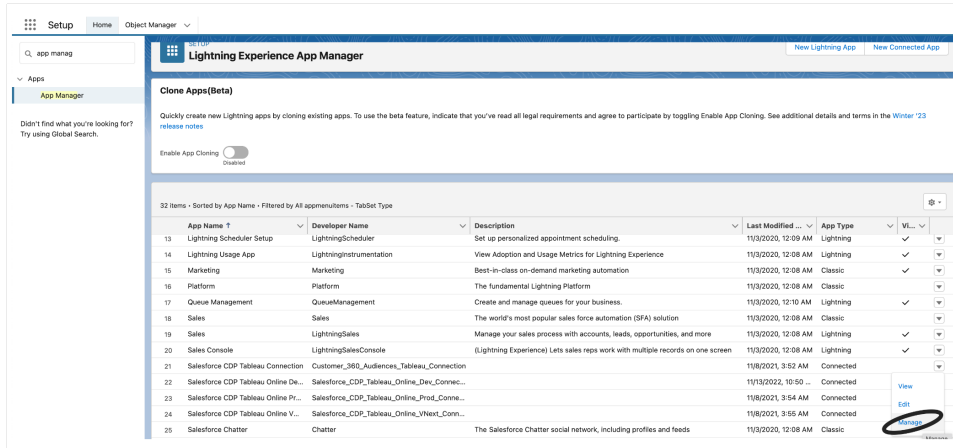 Setup Home Object Manager
app manag
Apps
App Manager
Didn't find what you're looking for?
Try using Global Search.
SETUP
Lightning Experience App Manager
New Lightning App New Connected App
Clone Apps(Beta)
Quickly create new Lightning apps by cloning existing apps. To use the beta feature, indicate that you've read all legal requirements and agree to participate by toggling Enable App Cloning. See additional details and terms in the Winter '23
release notes
Enable App Cloning
Disabled
32 items • Sorted by App Name • Filtered by All appmenuitems - TabSet Type
App Name ↑ Developer Name Description Last Modified ... App Type Vi...
13 Lightning Scheduler Setup LightningScheduler Set up personalized appointment scheduling. 11/3/2020, 12:09 AM Lightning
14 Lightning Usage App LightningInstrumentation View Adoption and Usage Metrics for Lightning Experience 11/3/2020, 12:08 AM Lightning
15 Marketing Marketing Best-in-class on-demand marketing automation 11/3/2020, 12:08 AM Classic
16 Platform Platform The fundamental Lightning Platform 11/3/2020, 12:08 AM Classic
17 Queue Management QueueManagement Create and manage queues for your business. 11/3/2020, 12:10 AM Lightning
18 Sales Sales The world's most popular sales force automation (SFA) solution 11/3/2020, 12:08 AM Classic
19 Sales LightningSales Manage your sales process with accounts, leads, opportunities, and more 11/3/2020, 12:08 AM Lightning
20 Sales Console LightningSalesConsole (Lightning Experience) Lets sales reps work with multiple records on one screen 11/3/2020, 12:08 AM Lightning
21 Salesforce CDP Tableau Connection Customer_360_Audiences_Tableau_Connection 11/8/2021, 3:52 AM Connected
22 Salesforce CDP Tableau Online De... Salesforce_CDP_Tableau_Online_Dev_Connec... 11/13/2022, 10:50 ... Connected
View
23 Salesforce CDP Tableau Online Pr... Salesforce_CDP_Tableau_Online_Prod_Conne... 11/8/2021, 3:54 AM Connected
Edit
24 Salesforce CDP Tableau Online V... Salesforce_CDP_Tableau_Online_VNext_Conn... 11/8/2021, 3:55 AM Connected
Manage
25 Salesforce Chatter Chatter The Salesforce Chatter social network, including profiles and feeds 11/3/2020, 12:08 AM Classic
Manage